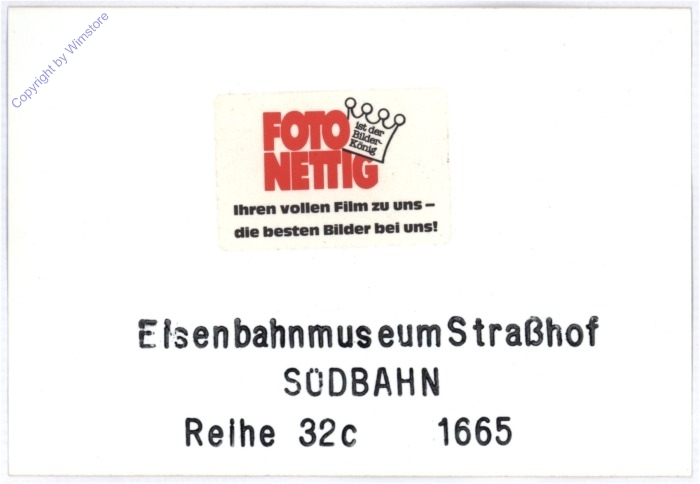 Copyright by Wimstore
FOTO
NETTIG
ist der
Bilder-
König
Ihren vollen Film zu uns –
die besten Bilder bei uns!
Eisenbahnmuseum Straßhof
SÜDBAHN
Reihe 32c 1665